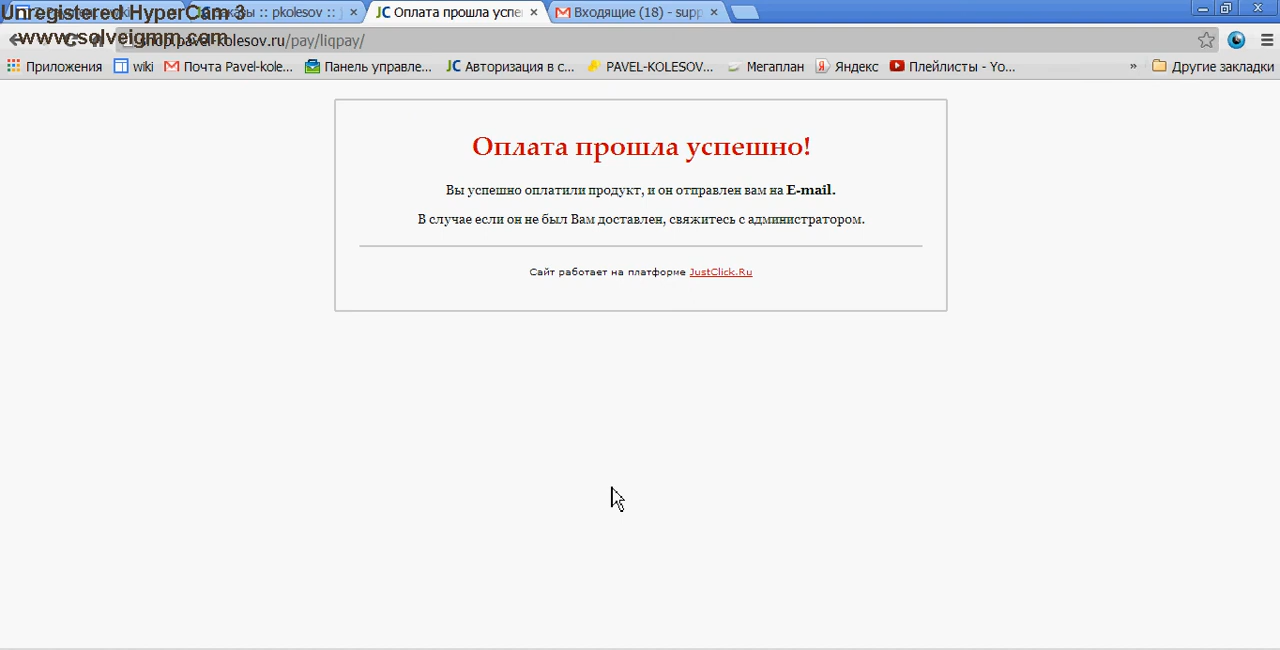 Unregistered HyperCam 3
:: pkolesov ::
Оплата прошла успе
Входящие (18) - supp
www.solveigmm.com
shop.pavel-kolesov.ru/pay/liqpay/
Приложения
wiki
Почта Pavel-kole...
Панель управле...
Авторизация в с...
PAVEL-KOLESOV...
Мегаплан
Яндекс
Плейлисты - Yo...
»
Другие закладки
Оплата прошла успешно!
Вы успешно оплатили продукт, и он отправлен вам на E-mail.
В случае если он не был Вам доставлен, свяжитесь с администратором.
Сайт работает на платформе JustClick.Ru